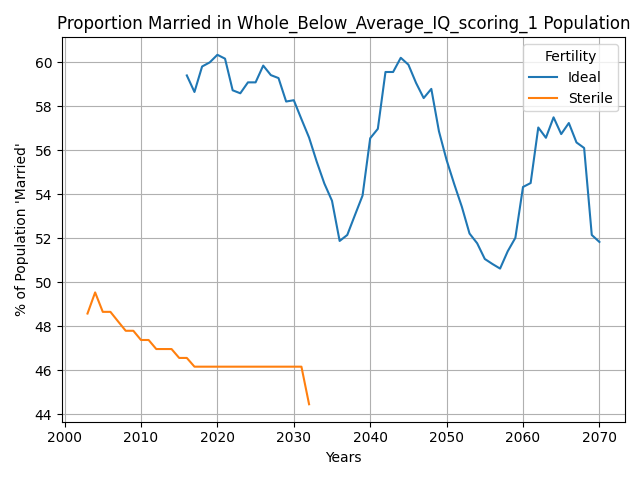 Proportion Married in Whole_Below_Average_IQ_scoring_1 Population
% of Population 'Married'
60
58
56
54
52
50
48
46
44
Fertility
Ideal
Sterile
2000 2010 2020 2030 2040 2050 2060 2070
Years